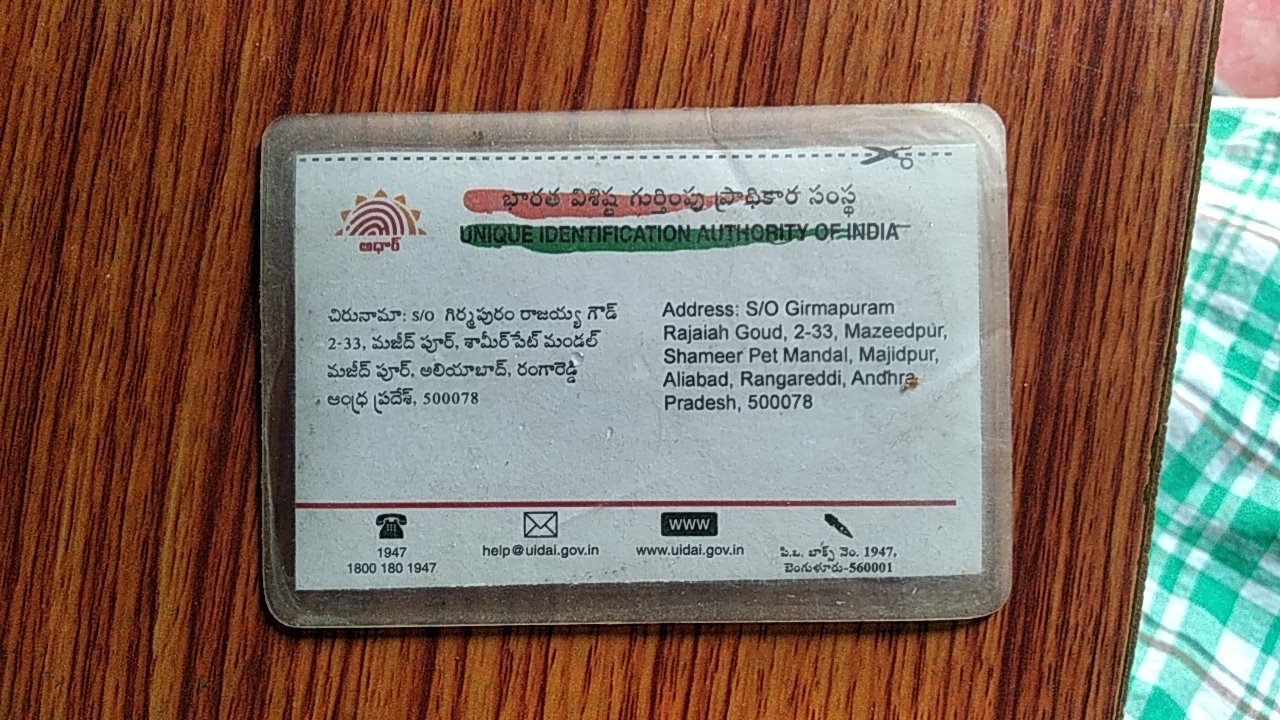 భారత విశిష్ట గుర్తింపు ప్రాధికార సంస్థ
UNIQUE IDENTIFICATION AUTHORITY OF INDIA
ఆధార్
చిరునామా: S/O గిర్మపురం రాజయ్య గౌడ్
2-33, మజీద్ పూర్, శామీర్‌పేట్ మండల్
మజీద్ పూర్, అలియాబాద్, రంగారెడ్డి
ఆంధ్ర ప్రదేశ్, 500078
Address: S/O Girmapuram
Rajaiah Goud, 2-33, Mazeedpur,
Shameer Pet Mandal, Majidpur,
Aliabad, Rangareddi, Andhra
Pradesh, 500078
1947
1800 180 1947
help@uidai.gov.in
WWW
www.uidai.gov.in
పి.ఒ. బాక్స్ నెం. 1947,
బెంగుళూరు-560001